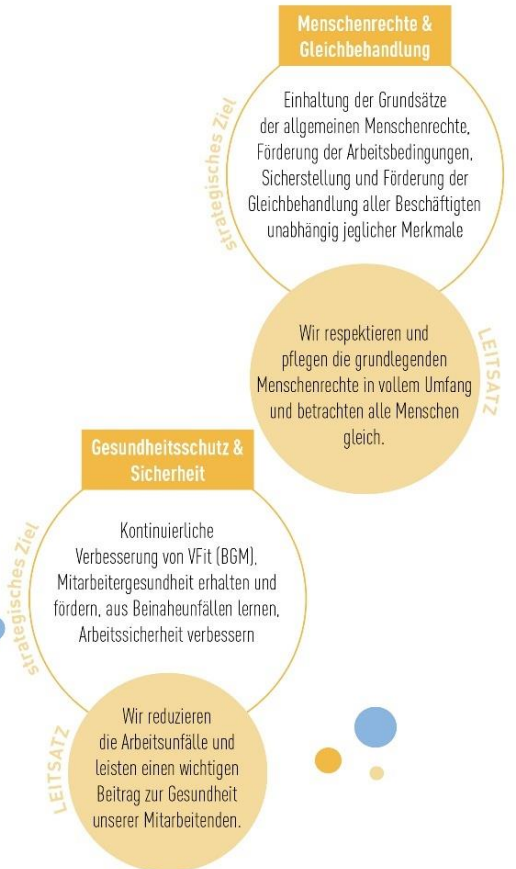 Menschenrechte &
Gleichbehandlung
strategisches Ziel
Einhaltung der Grundsätze
der allgemeinen Menschenrechte,
Förderung der Arbeitsbedingungen,
Sicherstellung und Förderung der
Gleichbehandlung aller Beschäftigten
unabhängig jeglicher Merkmale
LEITSATZ
Wir respektieren und
pflegen die grundlegenden
Menschenrechte in vollem Umfang
und betrachten alle Menschen
gleich.
Gesundheitsschutz &
Sicherheit
strategisches Ziel
Kontinuierliche
Verbesserung von VFit (BGM),
Mitarbeitergesundheit erhalten und
fördern, aus Beinaheunfällen lernen,
Arbeitssicherheit verbessern
LEITSATZ
Wir reduzieren
die Arbeitsunfälle und
leisten einen wichtigen
Beitrag zur Gesundheit
unserer Mitarbeitenden.